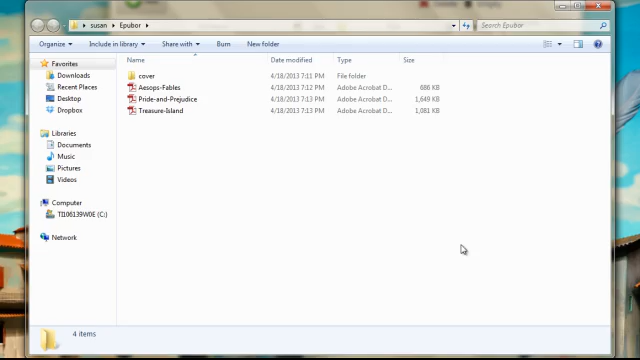 susan Epubor Search Epubor
Organize Include in library Share with Burn New folder
Name Date modified Type Size
Favorites
Downloads
Recent Places
Desktop
Dropbox
Libraries
Documents
Music
Pictures
Videos
Computer
TI106139W0E (C:)
Network
cover 4/18/2013 7:11 PM File folder
Aesops-Fables 4/18/2013 7:12 PM Adobe Acrobat D... 686 KB
Pride-and-Prejudice 4/18/2013 7:13 PM Adobe Acrobat D... 1,649 KB
Treasure-Island 4/18/2013 7:13 PM Adobe Acrobat D... 1,081 KB
4 items